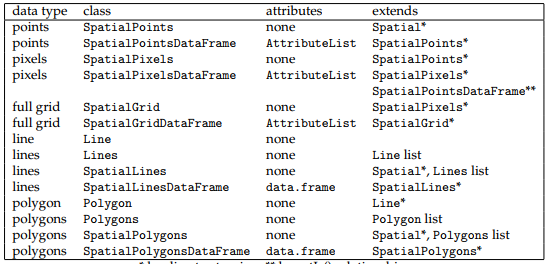 data type class attributes extends
points SpatialPoints none Spatial*
points SpatialPointsDataFrame AttributeList SpatialPoints*
pixels SpatialPixels none SpatialPoints*
pixels SpatialPixelsDataFrame AttributeList SpatialPixels*
SpatialPointsDataFrame**
full grid SpatialGrid none SpatialPixels*
full grid SpatialGridDataFrame AttributeList SpatialGrid*
line Line none
lines Lines none Line list
lines SpatialLines none Spatial*, Lines list
lines SpatialLinesDataFrame data.frame SpatialLines*
polygon Polygon none Line*
polygons Polygons none Polygon list
polygons SpatialPolygons none Spatial*, Polygons list
polygons SpatialPolygonsDataFrame data.frame SpatialPolygons*